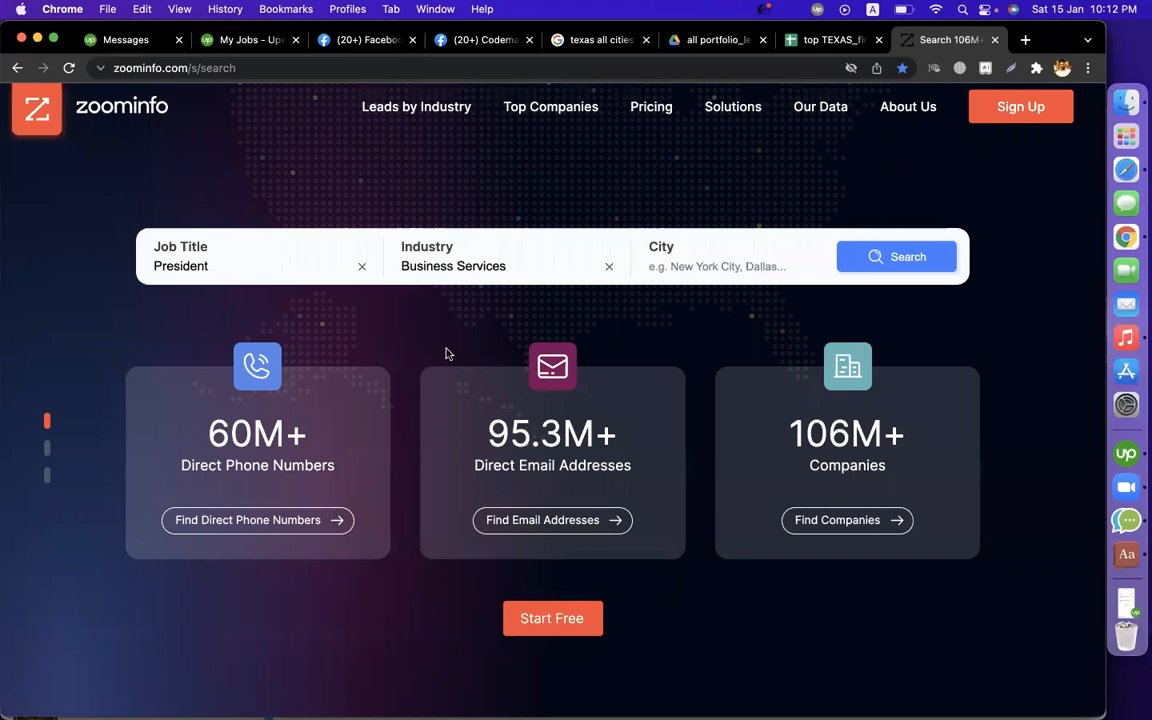 Chrome File Edit View History Bookmarks Profiles Tab Window Help
A
Sat 15 Jan 10:12 PM
Messages
My Jobs - Upw
(20+) Faceboo
(20+) Codema
texas all cities
all portfolio_le
top TEXAS_fi
Search 106M+
zoominfo.com/s/search
zoominfo
Leads by Industry Top Companies Pricing Solutions Our Data About Us Sign Up
Job Title
President
Industry
Business Services
City
e.g. New York City, Dallas...
Search
60M+
Direct Phone Numbers
Find Direct Phone Numbers
95.3M+
Direct Email Addresses
Find Email Addresses
106M+
Companies
Find Companies
Start Free
up
Aa